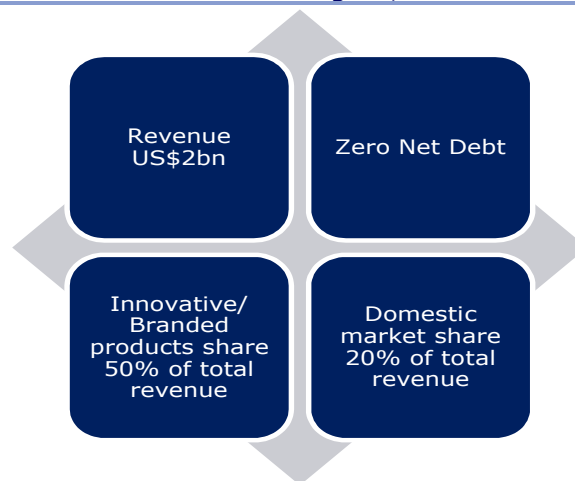 Revenue
US$2bn
Zero Net Debt
Innovative/
Branded
products share
50% of total
revenue
Domestic
market share
20% of total
revenue